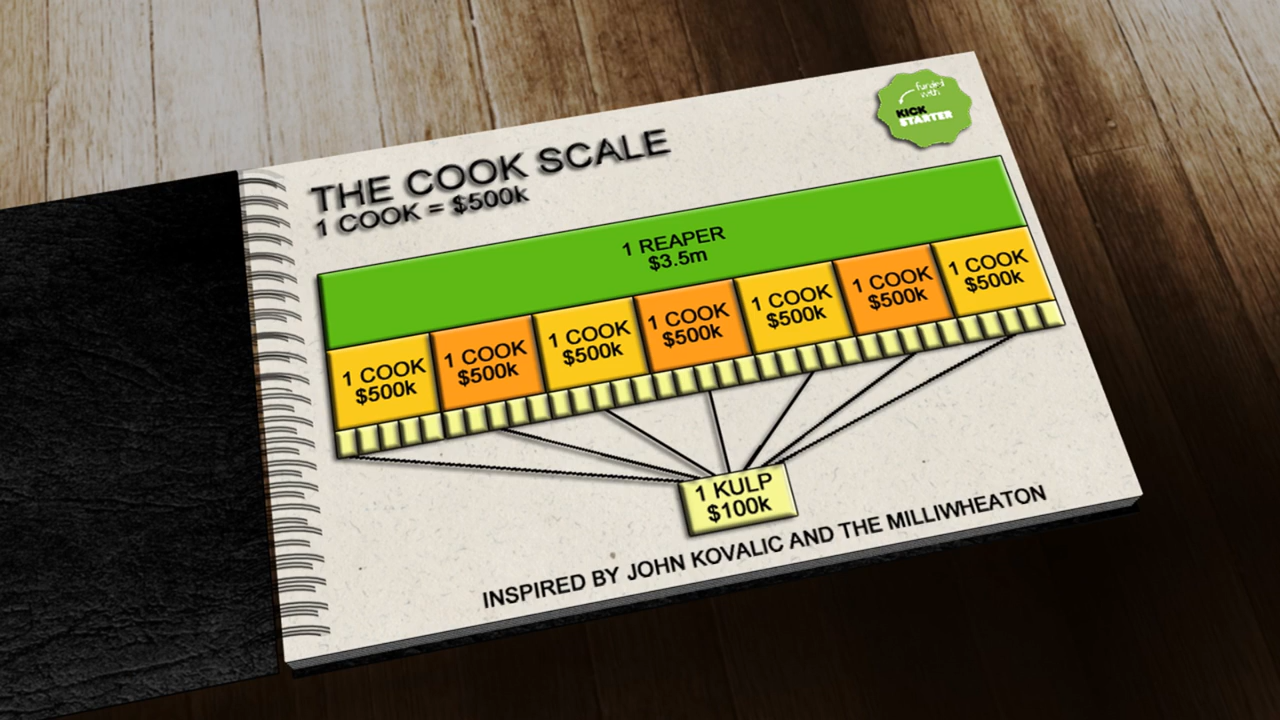 funded
with
KICK
STARTER
THE COOK SCALE
1 COOK = $500k
1 REAPER
$3.5m
1 COOK
$500k
1 COOK
$500k
1 COOK
$500k
1 COOK
$500k
1 COOK
$500k
1 COOK
$500k
1 COOK
$500k
1 KULP
$100k
INSPIRED BY JOHN KOVALIC AND THE MILLIWHEATON